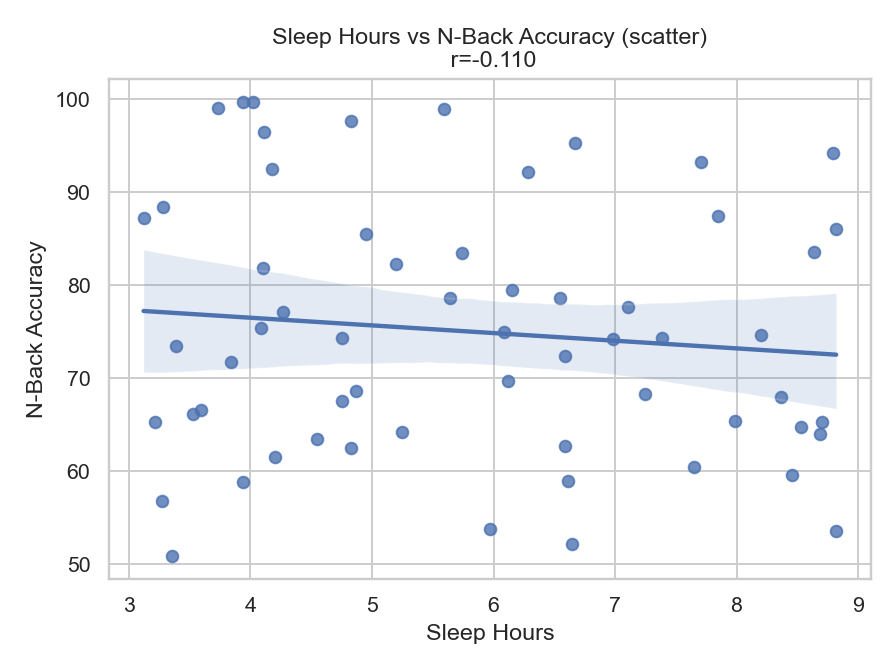 Sleep Hours vs N-Back Accuracy (scatter)
r=-0.110
N-Back Accuracy
100
90
80
70
60
50
3 4 5 6 7 8 9
Sleep Hours